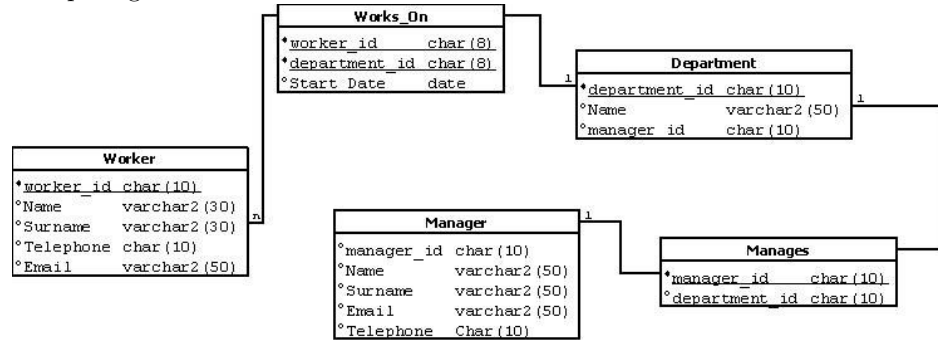 Works_On
worker_id char(8)
department_id char(8)
Start Date date
Department
department_id char(10)
Name varchar2(50)
manager_id char(10)
1
1
Worker
worker_id char(10)
Name varchar2(30)
Surname varchar2(30)
Telephone char(10)
Email varchar2(50)
n
Manager
manager_id char(10)
Name varchar2(50)
Surname varchar2(50)
Email varchar2(50)
Telephone Char(10)
1
Manages
manager_id char(10)
department_id char(10)